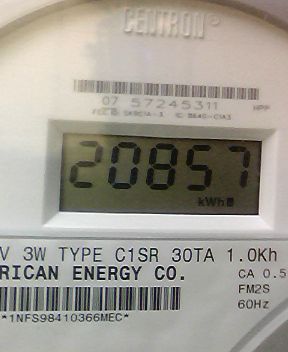 CENTRON®
07 57245311 HPP
20857
kWh
V 3W TYPE C1SR 30TA 1.0Kh
RICAN ENERGY CO. CA 0.5
FM2S
60Hz
*1NFS98410366MEC*